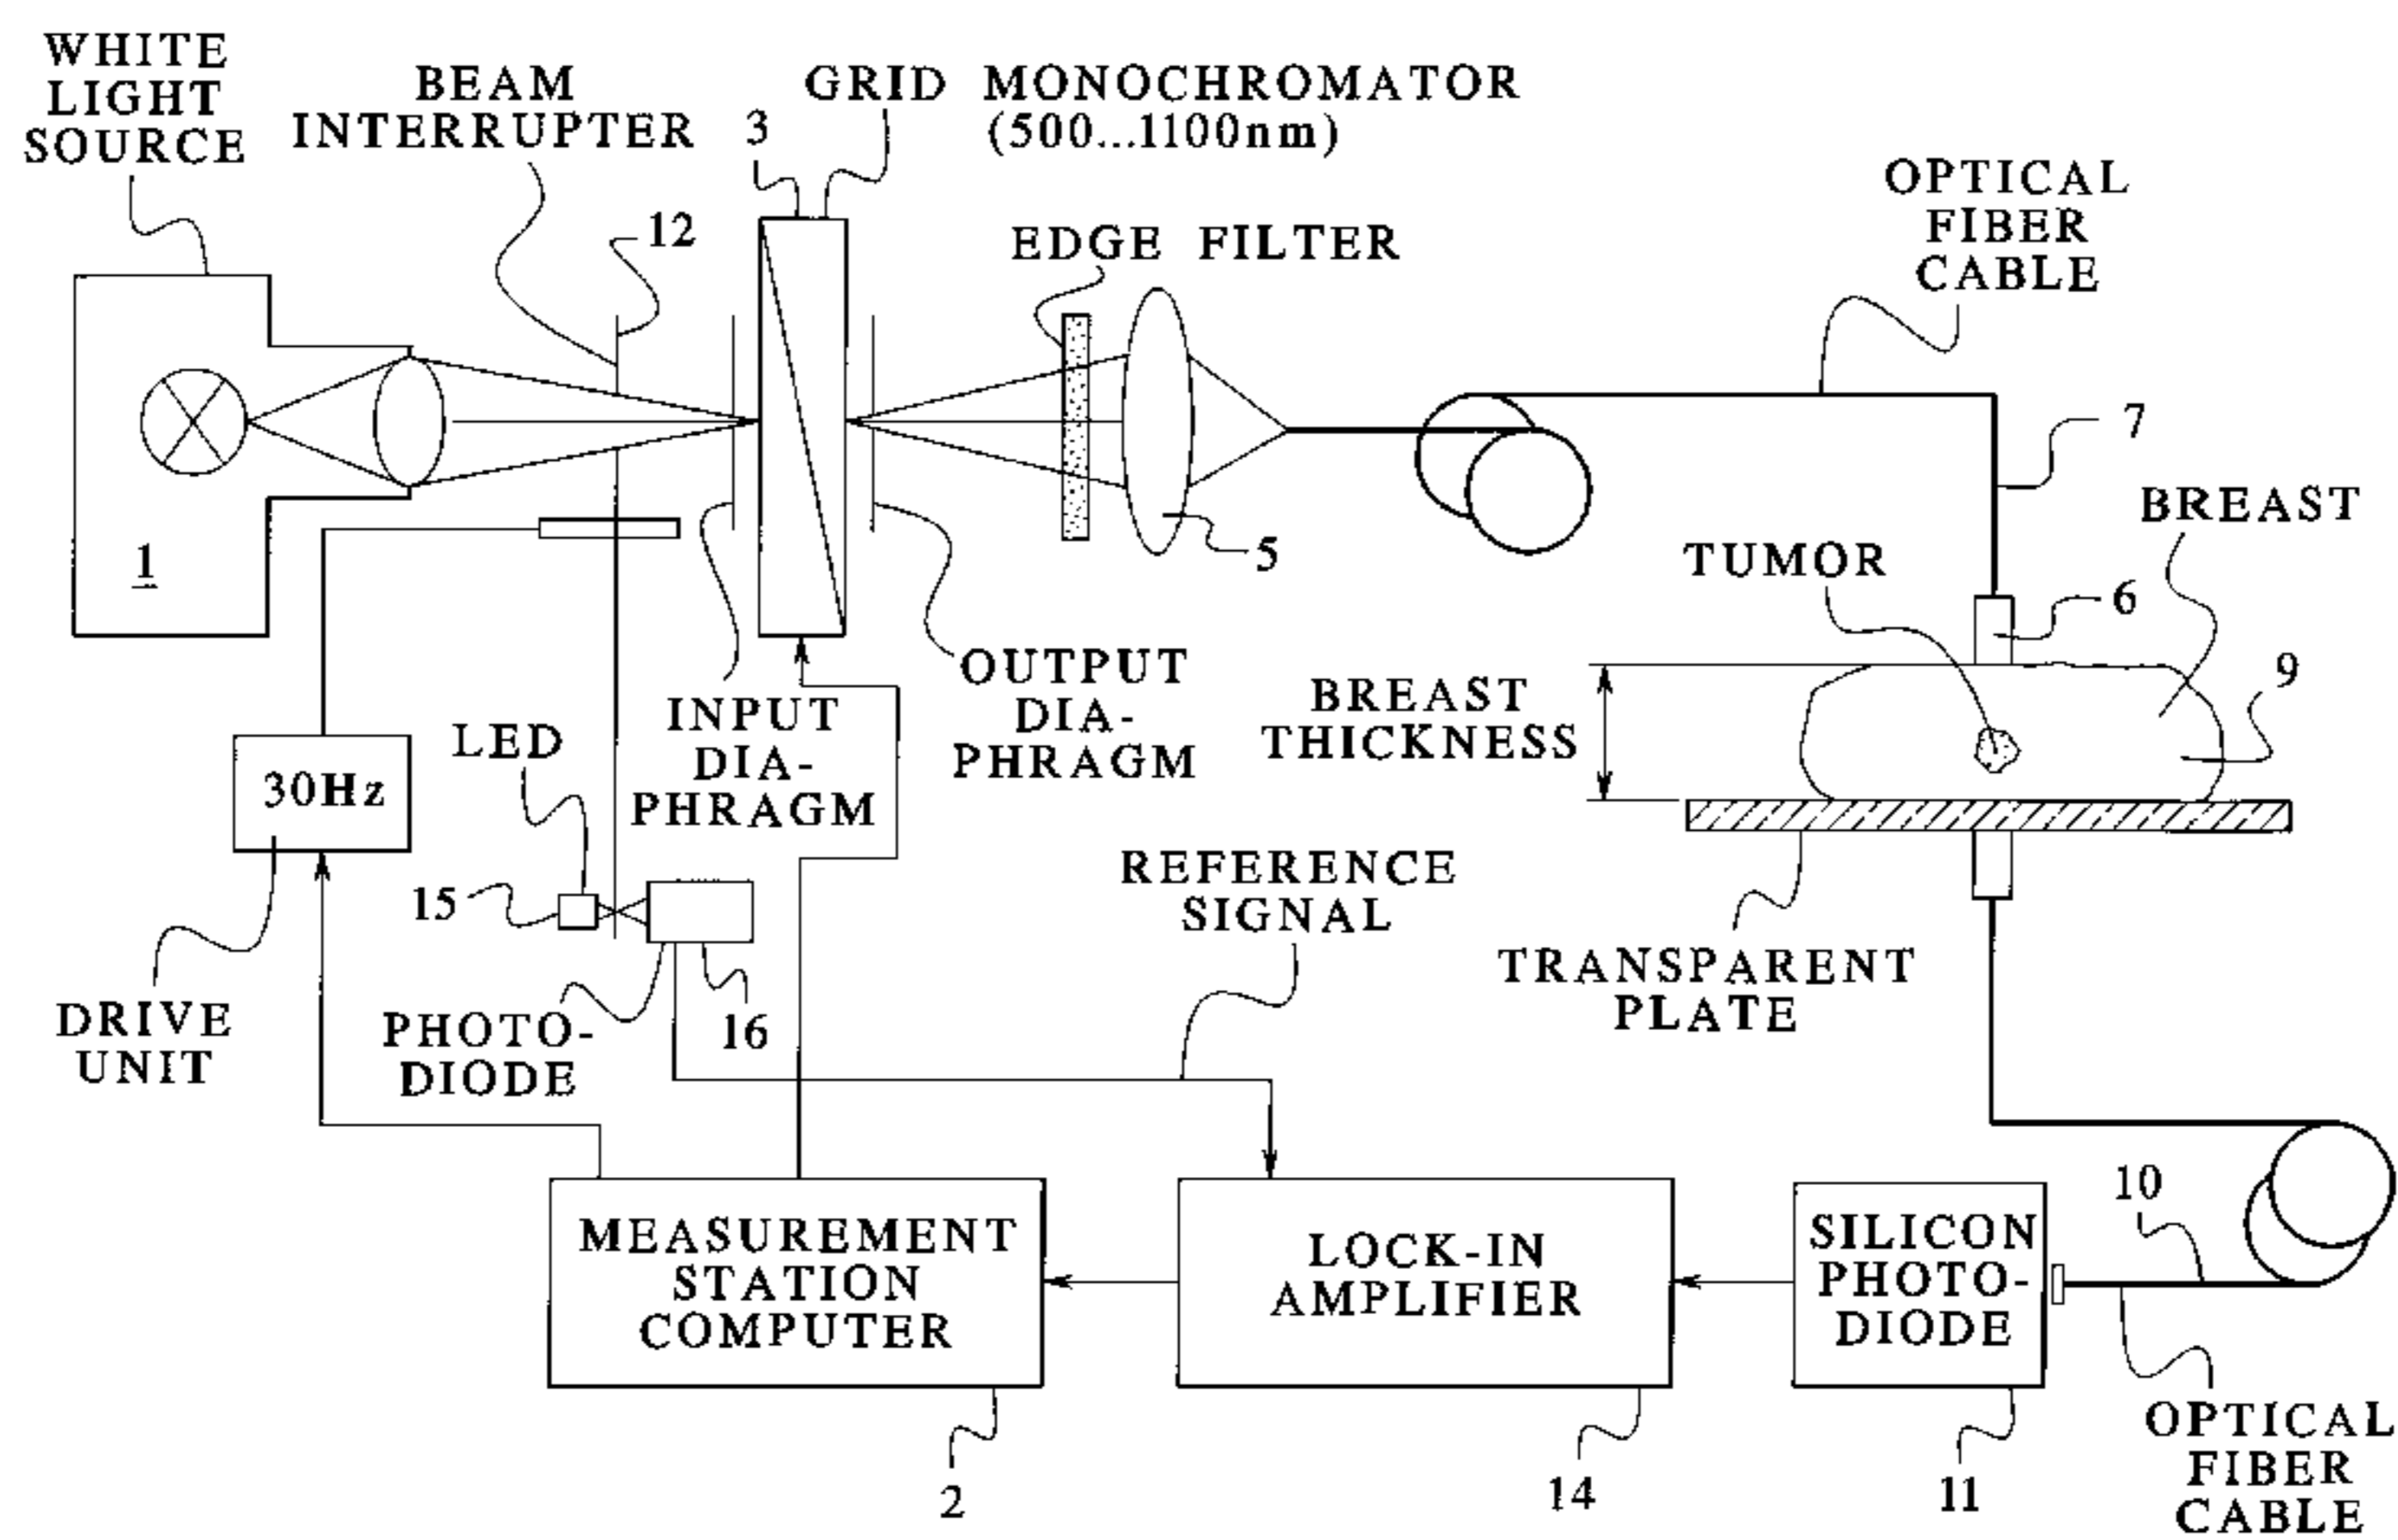 WHITE
LIGHT
SOURCE
BEAM
INTERRUPTER
3
GRID MONOCHROMATOR
(500...1100nm)
12
EDGE FILTER
OPTICAL
FIBER
CABLE
7
BREAST
5
TUMOR
6
1
OUTPUT
DIA-
PHRAGM
INPUT
DIA-
PHRAGM
BREAST
THICKNESS
9
LED
30Hz
15
REFERENCE
SIGNAL
TRANSPARENT
PLATE
DRIVE
UNIT
PHOTO-
DIODE
16
10
MEASUREMENT
STATION
COMPUTER
LOCK-IN
AMPLIFIER
SILICON
PHOTO-
DIODE
OPTICAL
FIBER
CABLE
2
14
11